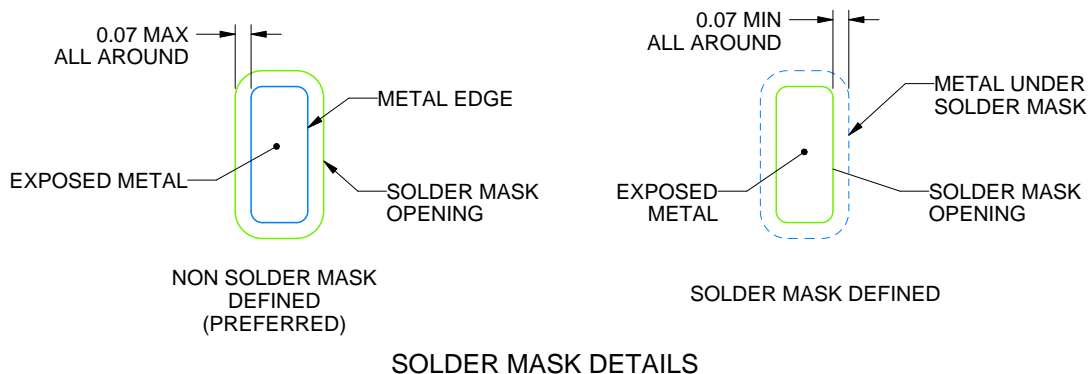 0.07 MAX
ALL AROUND
METAL EDGE
EXPOSED METAL
SOLDER MASK
OPENING
NON SOLDER MASK
DEFINED
(PREFERRED)
0.07 MIN
ALL AROUND
METAL UNDER
SOLDER MASK
EXPOSED
METAL
SOLDER MASK
OPENING
SOLDER MASK DEFINED
SOLDER MASK DETAILS